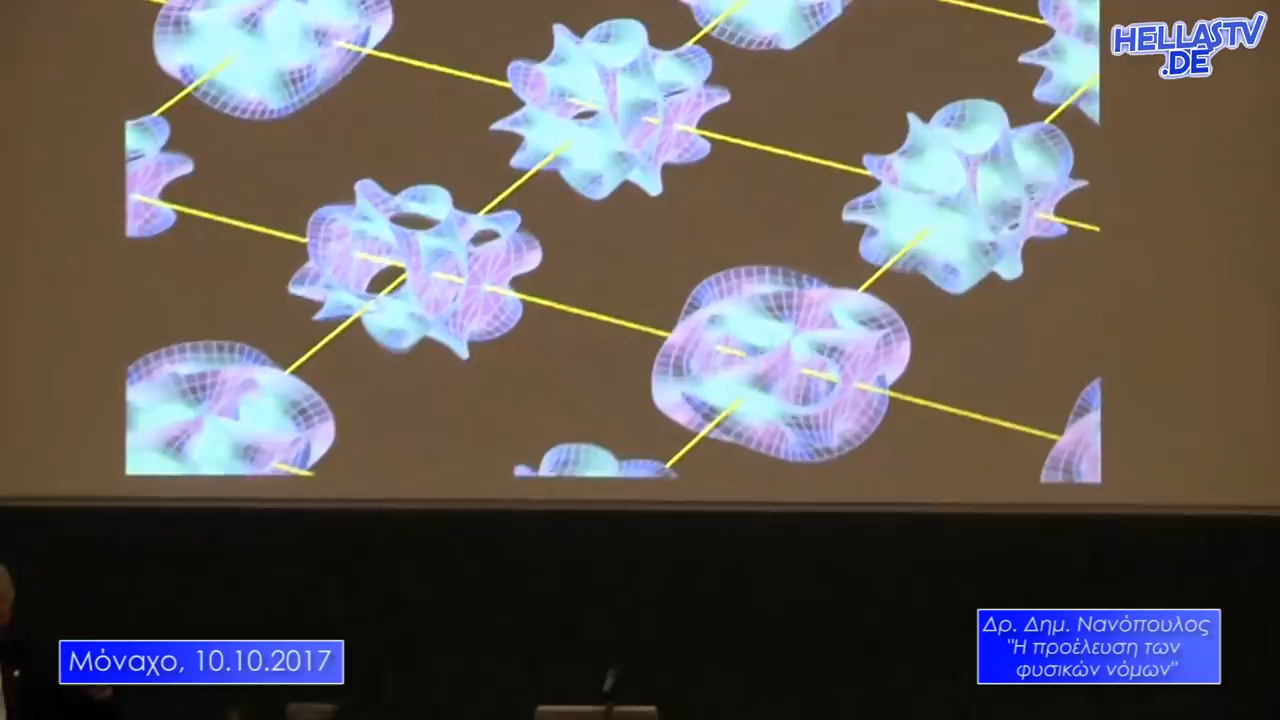 HELLASTV
.DE
Μόναχο, 10.10.2017
Δρ. Δημ. Νανόπουλος
"Η προέλευση των
φυσικών νόμων"